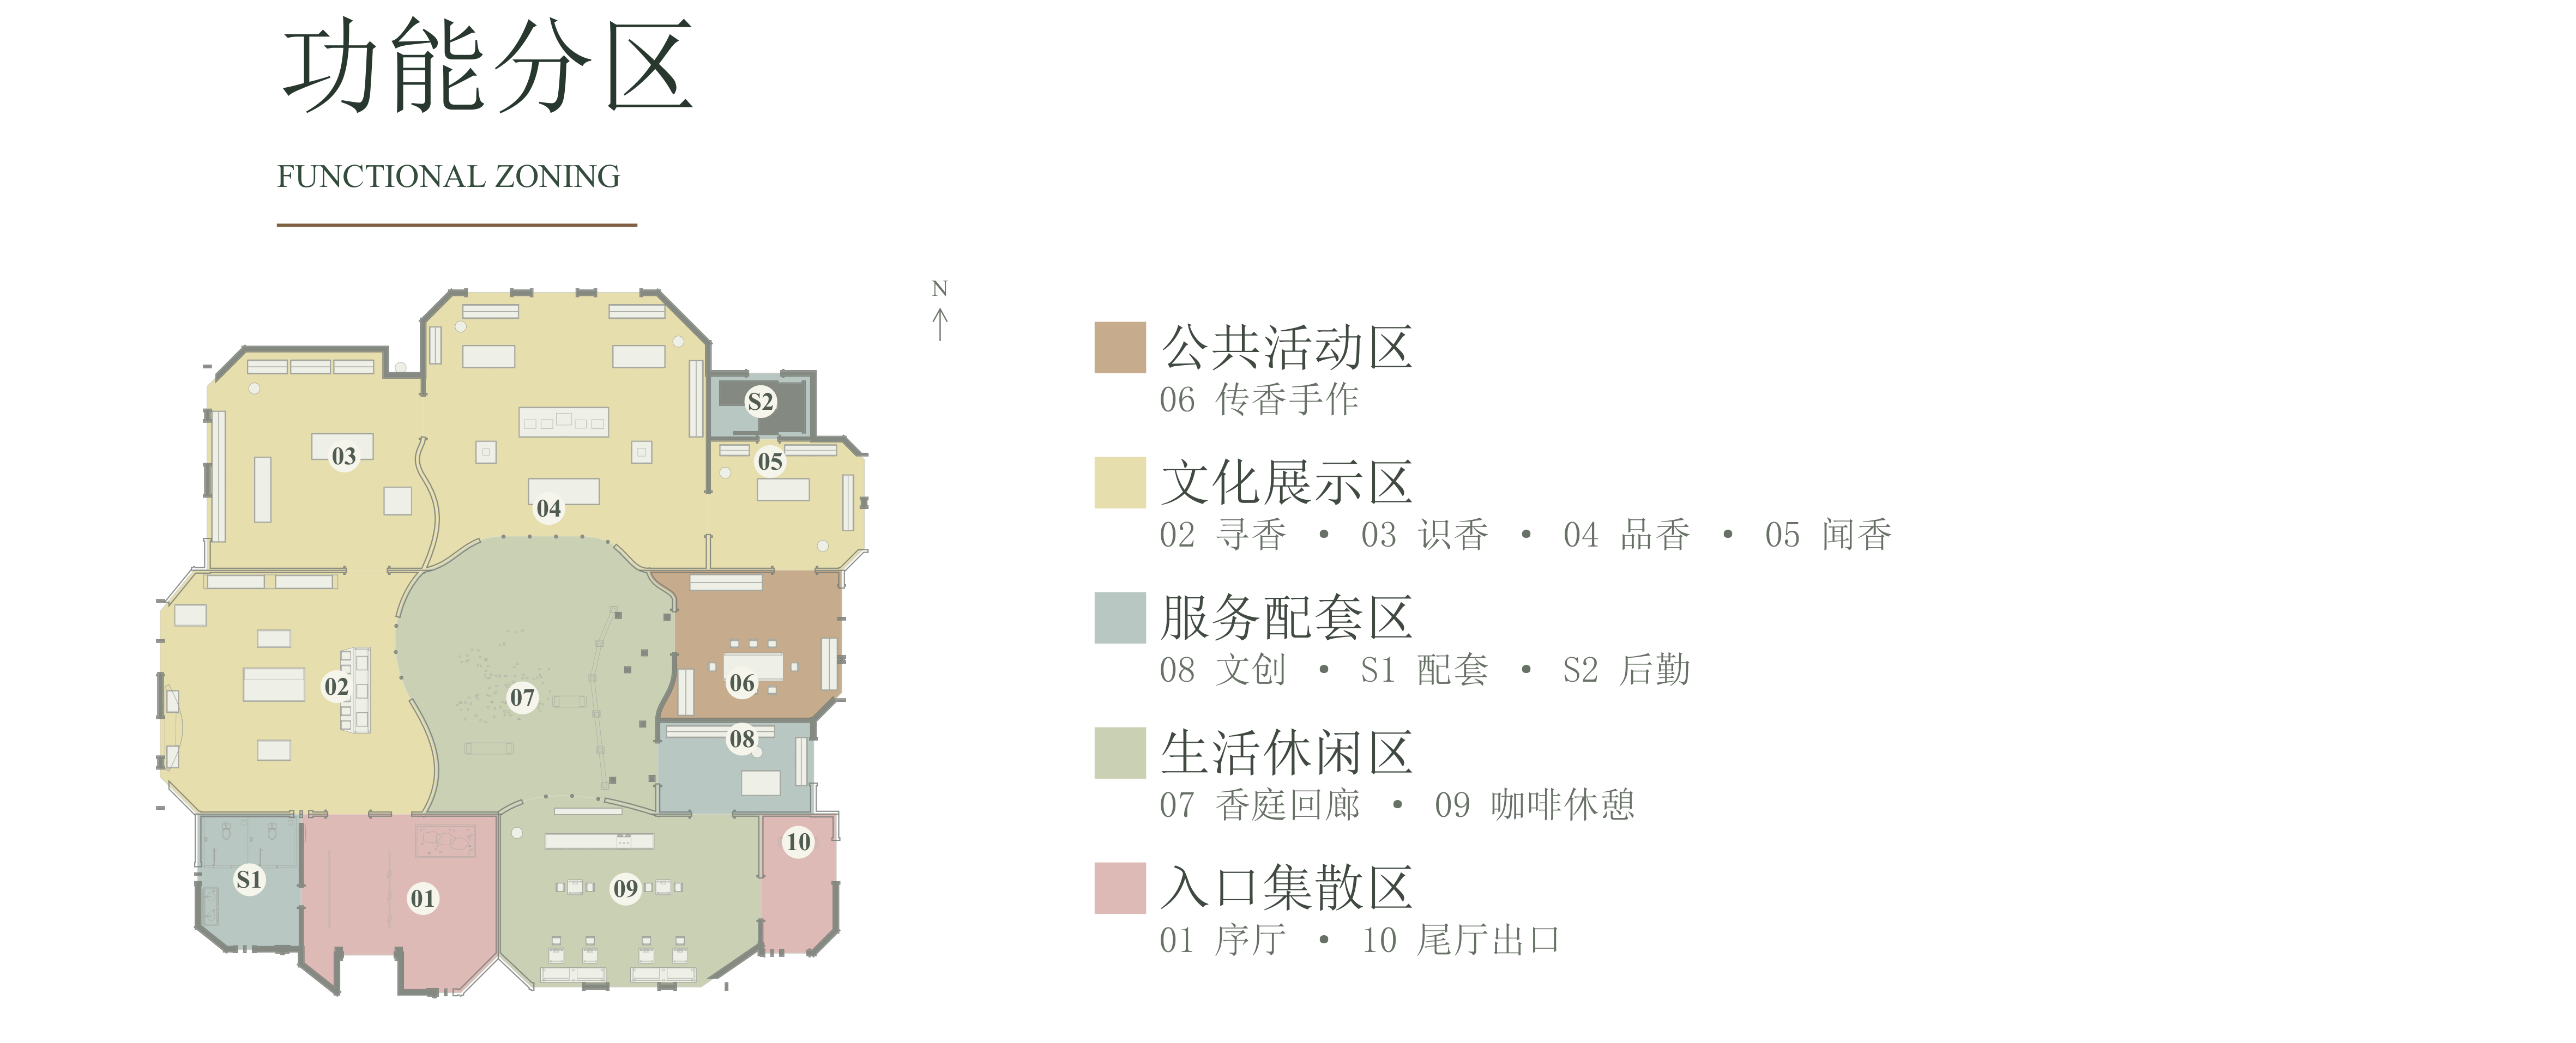 功能分区
FUNCTIONAL ZONING
N
公共活动区
06 传香手作
文化展示区
02 寻香 · 03 识香 · 04 品香 · 05 闻香
服务配套区
08 文创 · S1 配套 · S2 后勤
生活休闲区
07 香庭回廊 · 09 咖啡休憩
入口集散区
01 序厅 · 10 尾厅出口
S2
03
05
04
02
07
06
08
10
S1
01
09